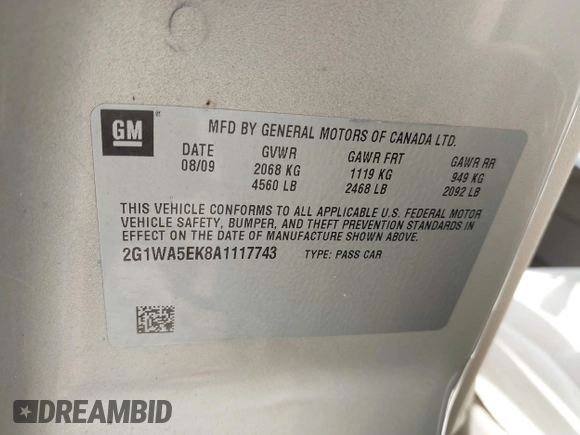 GM
MFD BY GENERAL MOTORS OF CANADA LTD.
DATE GVWR GAWR FRT GAWR RR
08/09 2068 KG 1119 KG 949 KG
4560 LB 2468 LB 2092 LB
THIS VEHICLE CONFORMS TO ALL APPLICABLE U.S. FEDERAL MOTOR
VEHICLE SAFETY, BUMPER, AND THEFT PREVENTION STANDARDS IN
EFFECT ON THE DATE OF MANUFACTURE SHOWN ABOVE.
2G1WA5EK8A1117743 TYPE: PASS CAR
DREAMBID